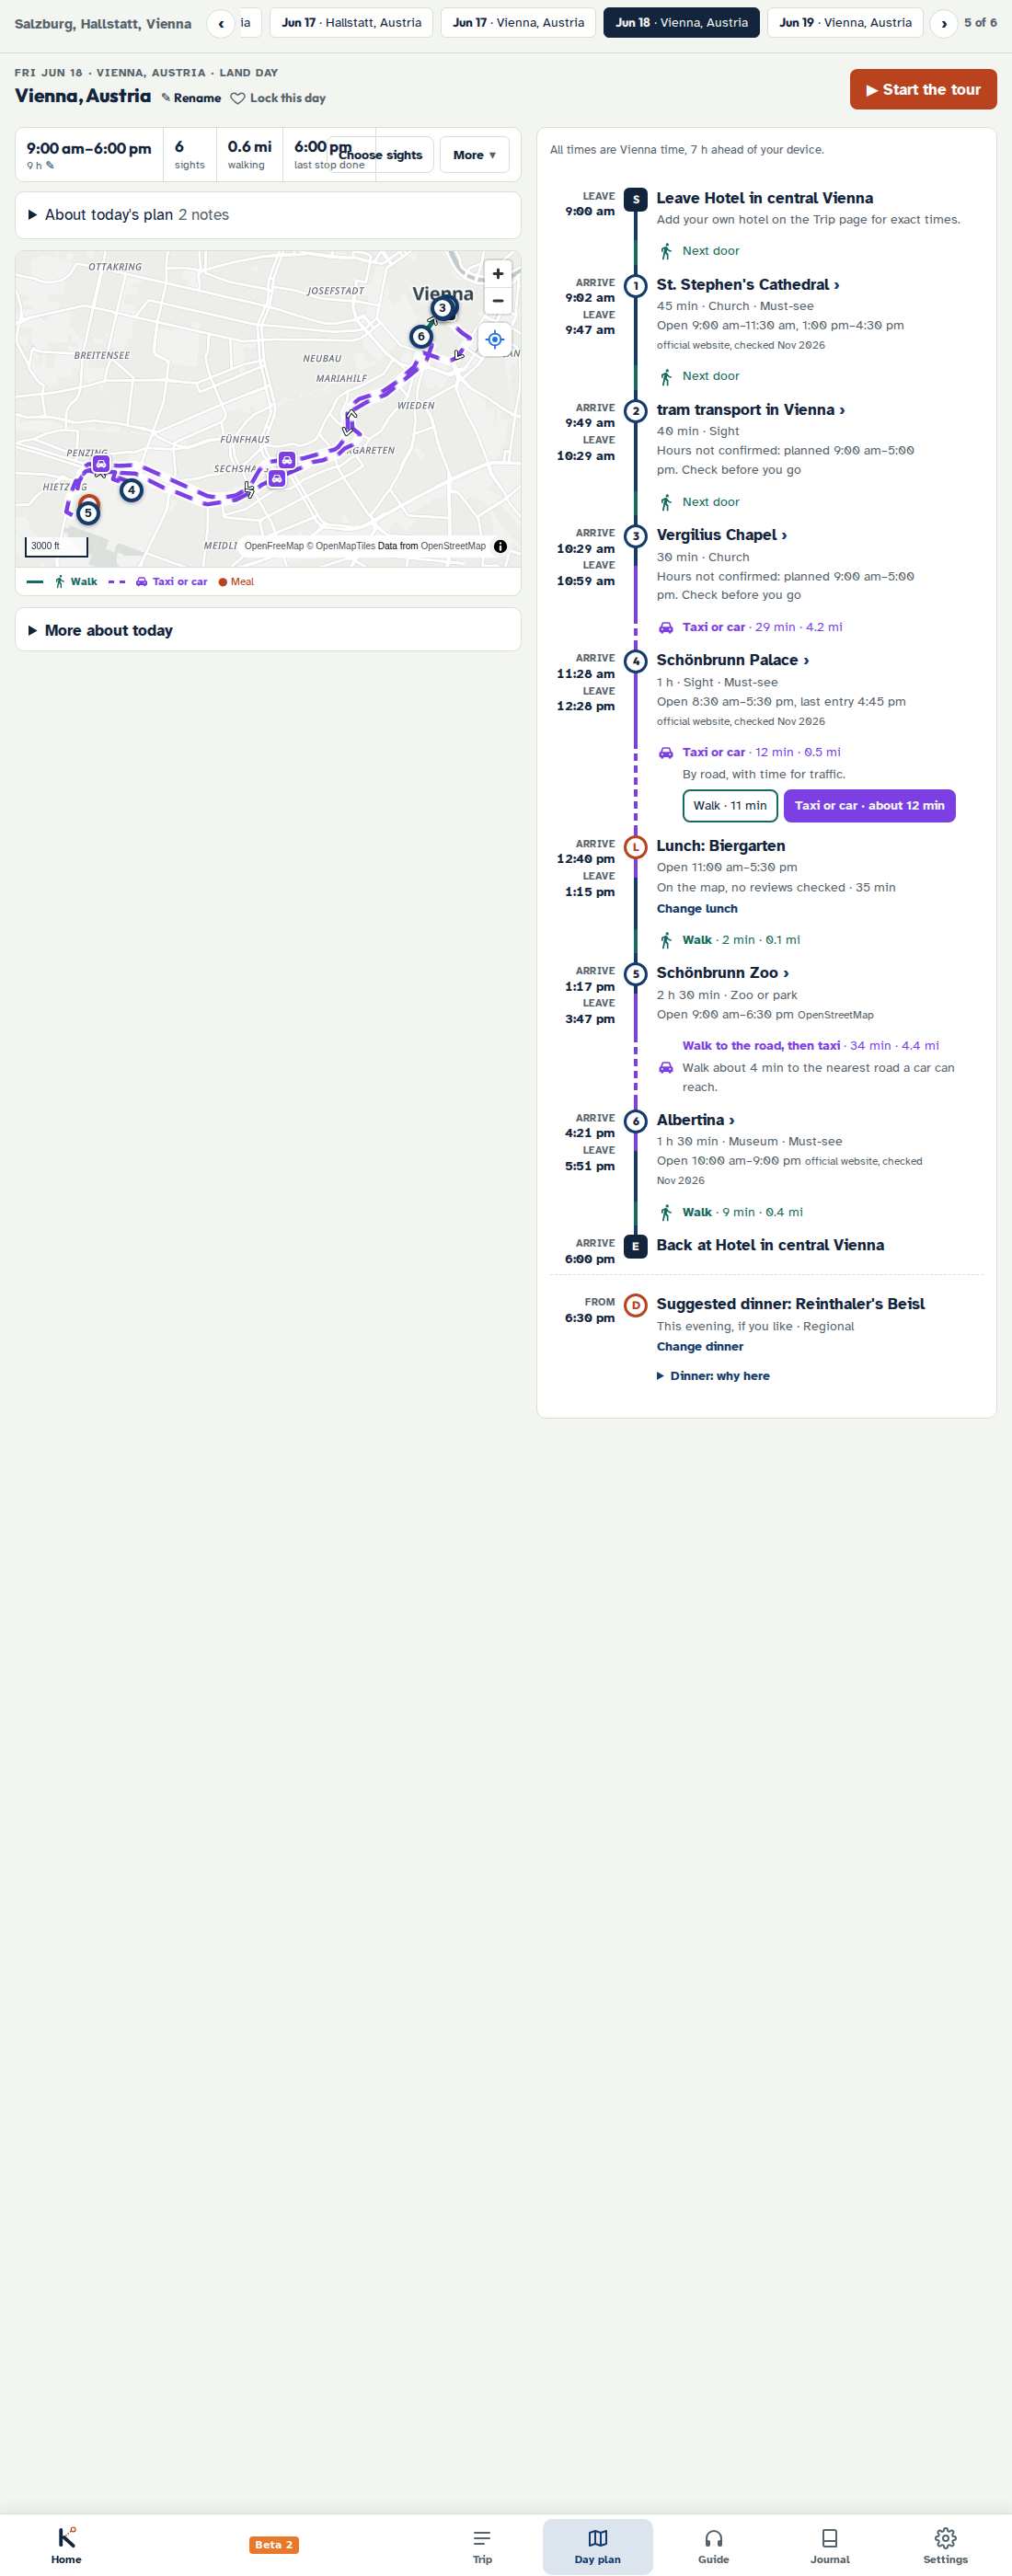 Salzburg, Hallstatt, Vienna
‹
ia
Jun 17 · Hallstatt, Austria
Jun 17 · Vienna, Austria
Jun 18 · Vienna, Austria
Jun 19 · Vienna, Austria
›
5 of 6
FRI JUN 18 · VIENNA, AUSTRIA · LAND DAY
Vienna, Austria
✎ Rename
Lock this day
▶ Start the tour
9:00 am–6:00 pm
9 h ✎
6
sights
0.6 mi
walking
6:00 pm
last stop done
Choose sights
More ▾
▶ About today's plan 2 notes
OTTAKRING
JOSEFSTADT
Vienna
BREITENSEE
NEUBAU
MARIAHILF
WIEDEN
FÜNFHAUS
PENZING
HIETZ
MEIDLI
3
6
4
5
+
−
3000 ft
OpenFreeMap © OpenMapTiles Data from OpenStreetMap
Walk
Taxi or car
Meal
▶ More about today
All times are Vienna time, 7 h ahead of your device.
LEAVE
9:00 am
S
Leave Hotel in central Vienna
Add your own hotel on the Trip page for exact times.
Next door
ARRIVE
9:02 am
LEAVE
9:47 am
1
St. Stephen's Cathedral ›
45 min · Church · Must-see
Open 9:00 am–11:30 am, 1:00 pm–4:30 pm
official website, checked Nov 2026
Next door
ARRIVE
9:49 am
LEAVE
10:29 am
2
tram transport in Vienna ›
40 min · Sight
Hours not confirmed: planned 9:00 am–5:00
pm. Check before you go
Next door
ARRIVE
10:29 am
LEAVE
10:59 am
3
Vergilius Chapel ›
30 min · Church
Hours not confirmed: planned 9:00 am–5:00
pm. Check before you go
Taxi or car · 29 min · 4.2 mi
ARRIVE
11:28 am
LEAVE
12:28 pm
4
Schönbrunn Palace ›
1 h · Sight · Must-see
Open 8:30 am–5:30 pm, last entry 4:45 pm
official website, checked Nov 2026
Taxi or car · 12 min · 0.5 mi
By road, with time for traffic.
Walk · 11 min
Taxi or car · about 12 min
ARRIVE
12:40 pm
LEAVE
1:15 pm
L
Lunch: Biergarten
Open 11:00 am–5:30 pm
On the map, no reviews checked · 35 min
Change lunch
Walk · 2 min · 0.1 mi
ARRIVE
1:17 pm
LEAVE
3:47 pm
5
Schönbrunn Zoo ›
2 h 30 min · Zoo or park
Open 9:00 am–6:30 pm OpenStreetMap
Walk to the road, then taxi · 34 min · 4.4 mi
Walk about 4 min to the nearest road a car can
reach.
ARRIVE
4:21 pm
LEAVE
5:51 pm
6
Albertina ›
1 h 30 min · Museum · Must-see
Open 10:00 am–9:00 pm official website, checked
Nov 2026
Walk · 9 min · 0.4 mi
ARRIVE
6:00 pm
E
Back at Hotel in central Vienna
FROM
6:30 pm
D
Suggested dinner: Reinthaler's Beisl
This evening, if you like · Regional
Change dinner
▶ Dinner: why here
Home
Beta 2
Trip
Day plan
Guide
Journal
Settings